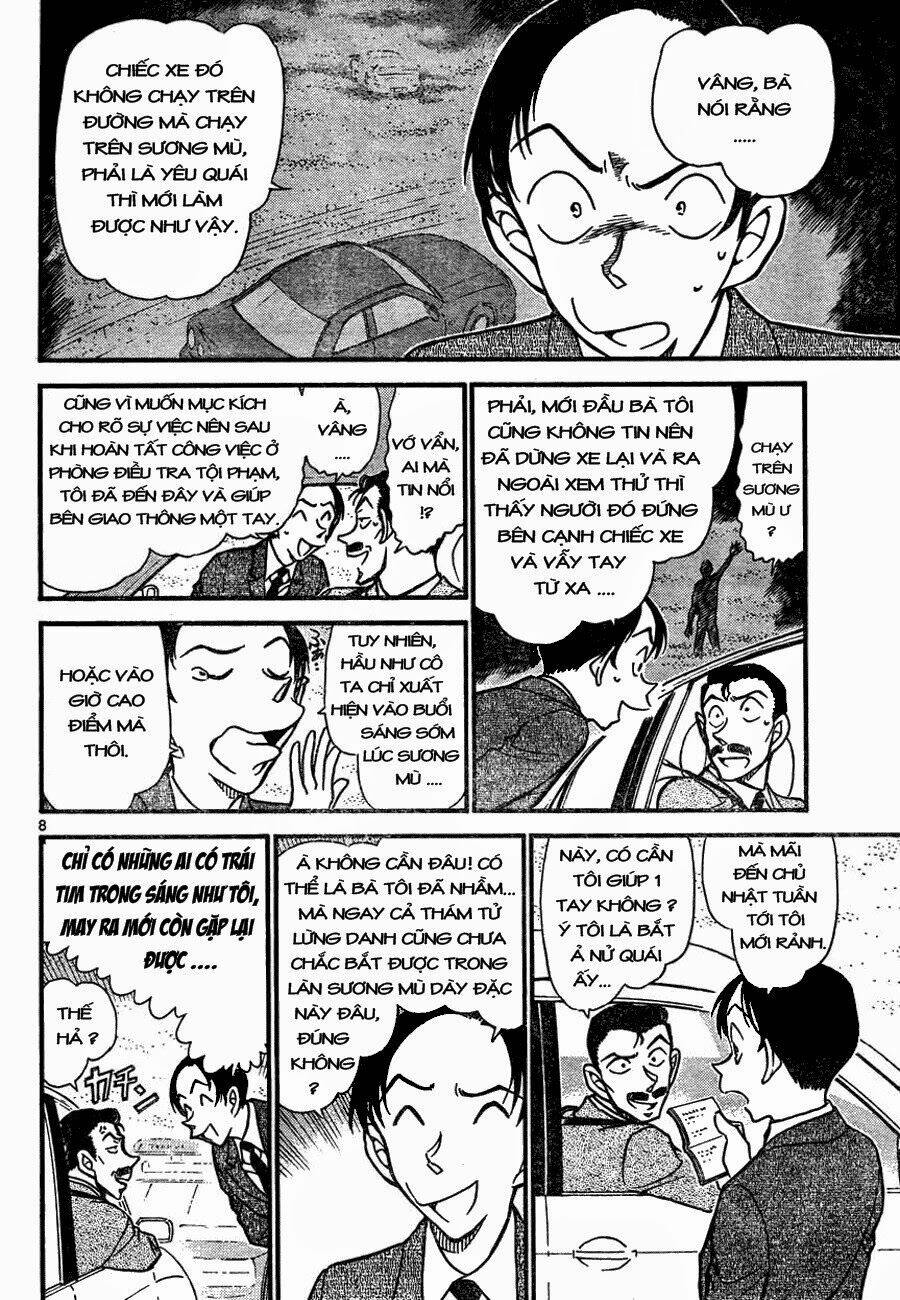 VÂNG, BÀ
NÓI RẰNG
......
CHIẾC XE ĐÓ
KHÔNG CHẠY TRÊN
ĐƯỜNG MÀ CHẠY
TRÊN SƯƠNG MÙ,
PHẢI LÀ YÊU QUÁI
THÌ MỚI LÀM
ĐƯỢC NHƯ VẬY.
CHẠY
TRÊN
SƯƠNG
MÙ Ư
?
PHẢI, MỚI ĐẦU BÀ TÔI
CŨNG KHÔNG TIN NÊN
ĐÃ DỪNG XE LẠI VÀ RA
NGOÀI XEM THỬ THÌ
THẤY NGƯỜI ĐÓ ĐỨNG
BÊN CẠNH CHIẾC XE
VÀ VẪY TAY
TỪ XA ....
VỚ VẨN,
AI MÀ
TIN NỔI
!?
À,
VÂNG
....
CŨNG VÌ MUỐN MỤC KÍCH
CHO RÕ SỰ VIỆC NÊN SAU
KHI HOÀN TẤT CÔNG VIỆC Ở
PHÒNG ĐIỀU TRA TỘI PHẠM,
TÔI ĐÃ ĐẾN ĐÂY VÀ GIÚP
BÊN GIAO THÔNG MỘT TAY.
TUY NHIÊN,
HẦU NHƯ CÔ
TA CHỈ XUẤT
HIỆN VÀO BUỔI
SÁNG SỚM
LÚC SƯƠNG
MÙ ....
HOẶC VÀO
GIỜ CAO
ĐIỂM MÀ
THÔI.
8
MÀ MÃI
ĐẾN CHỦ
NHẬT TUẦN
TỚI TÔI
MỚI RẢNH.
NÀY, CÓ CẦN
TÔI GIÚP 1
TAY KHÔNG ?
Ý TÔI LÀ BẮT
Ả NỮ QUÁI
ẤY...
À KHÔNG CẦN ĐÂU! CÓ
THỂ LÀ BÀ TÔI ĐÃ NHẦM...
MÀ NGAY CẢ THÁM TỬ
LỪNG DANH CŨNG CHƯA
CHẮC BẮT ĐƯỢC TRONG
LÀN SƯƠNG MÙ DÀY ĐẶC
NÀY ĐÂU,
ĐÚNG
KHÔNG
?
CHỈ CÓ NHỮNG AI CÓ TRÁI
TIM TRONG SÁNG NHƯ TÔI,
MAY RA MỚI CÒN GẶP LẠI
ĐƯỢC ....
THẾ
HẢ ?
カチン